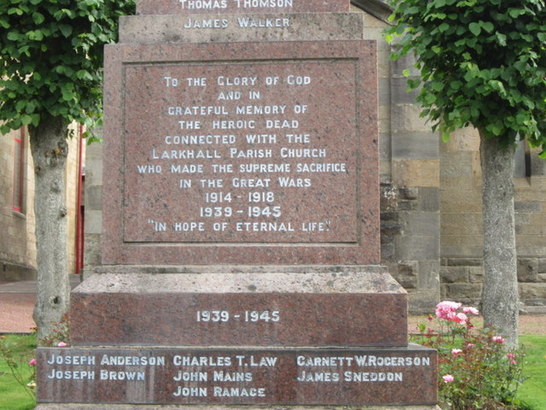 THOMAS THOMSON
JAMES WALKER
TO THE GLORY OF GOD
AND IN
GRATEFUL MEMORY OF
THE HEROIC DEAD
CONNECTED WITH THE
LARKHALL PARISH CHURCH
WHO MADE THE SUPREME SACRIFICE
IN THE GREAT WARS
1914 - 1918
1939 - 1945
"IN HOPE OF ETERNAL LIFE."
1939 - 1945
JOSEPH ANDERSON CHARLES T. LAW GARNETT W. ROGERSON
JOSEPH BROWN JOHN MAINS JAMES SNEDDON
JOHN RAMAGE